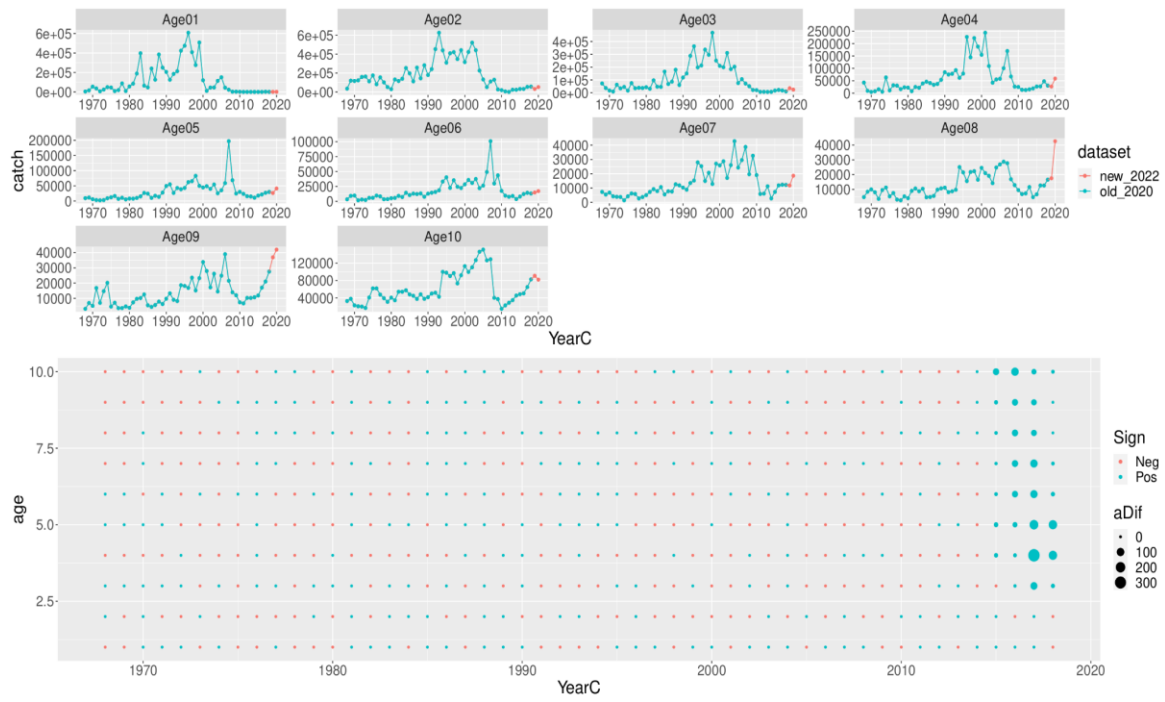 Age01 Age02 Age03 Age04
6e+05 6e+05 4e+05 250000
4e+05 4e+05 3e+05 200000
2e+05 2e+05 2e+05 150000
0e+00 0e+00 1e+05 100000
0e+00 50000
0
1970 1980 1990 2000 2010 2020 1970 1980 1990 2000 2010 2020 1970 1980 1990 2000 2010 2020 1970 1980 1990 2000 2010 2020
Age05 Age06 Age07 Age08
200000 100000 40000 40000
150000 75000 30000 30000
100000 50000 20000 20000
50000 25000 10000 10000
0 0 0 0
1970 1980 1990 2000 2010 2020 1970 1980 1990 2000 2010 2020 1970 1980 1990 2000 2010 2020 1970 1980 1990 2000 2010 2020
Age09 Age10
40000 120000
30000 80000
20000 40000
10000
1970 1980 1990 2000 2010 2020 1970 1980 1990 2000 2010 2020
catch
YearC
dataset
new_2022
old_2020
10.0
7.5
5.0
2.5
age
1970 1980 1990 2000 2010 2020
YearC
Sign
Neg
Pos
aDif
0
100
200
300